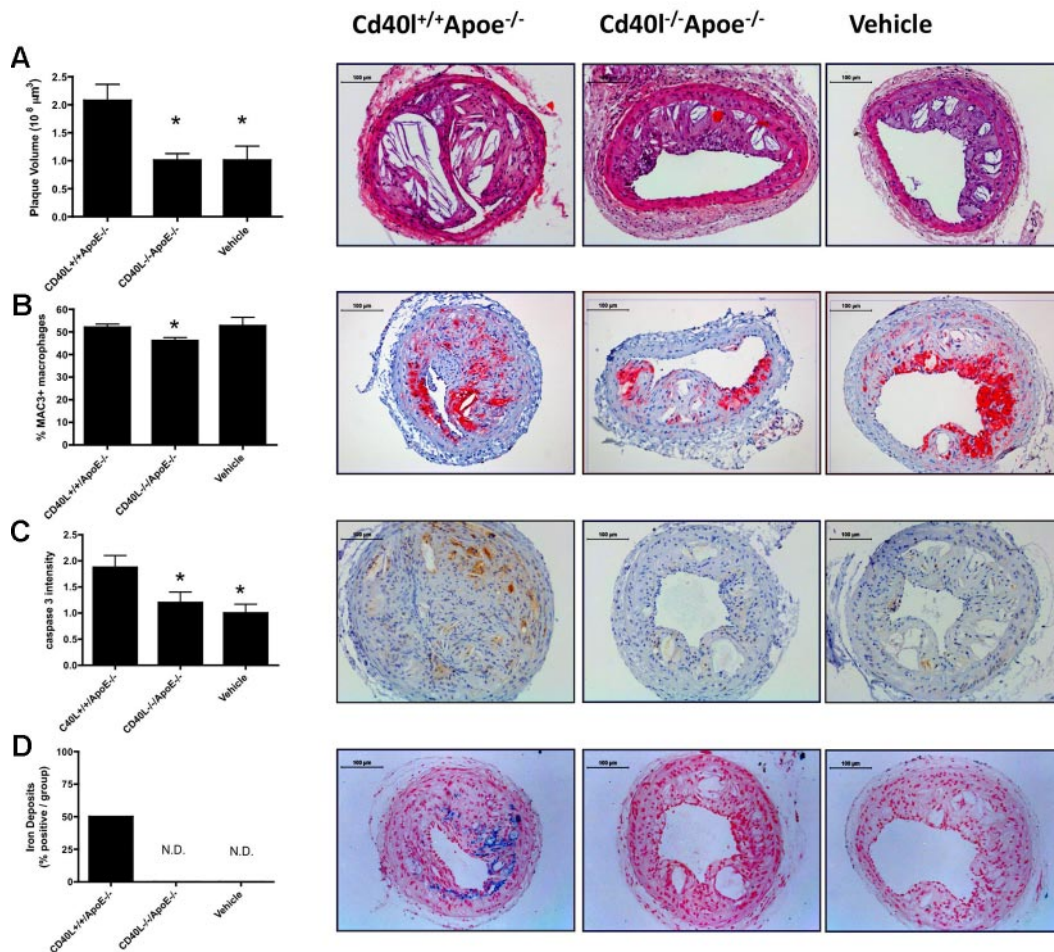 Cd40l+/+Apoe-/- Cd40l-/-Apoe-/- Vehicle
A
Plaque Volume (10⁸ µm³)
2.5
2.0
1.5
1.0
0.5
0.0
*
*
CD40L+/+ApoE-/-
CD40L-/-ApoE-/-
Vehicle
100 µm
100 µm
100 µm
B
% MAC3+ macrophages
60
50
40
30
20
10
0
*
CD40L+/+/ApoE-/-
CD40L-/-/ApoE-/-
Vehicle
100 µm
100 µm
100 µm
C
caspase 3 intensity
2.5
2.0
1.5
1.0
0.5
0.0
*
*
C40L+/+/ApoE-/-
CD40L-/-/ApoE-/-
Vehicle
100 µm
100 µm
100 µm
D
Iron Deposits
(% positive / group)
100
75
50
25
0
N.D.
N.D.
CD40L+/+/ApoE-/-
CD40L-/-/ApoE-/-
Vehicle
100 µm
100 µm
100 µm